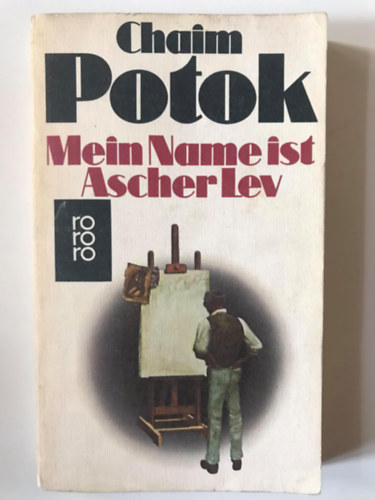 Chaim
Potok
Mein Name ist
Ascher Lev
ro
ro
ro